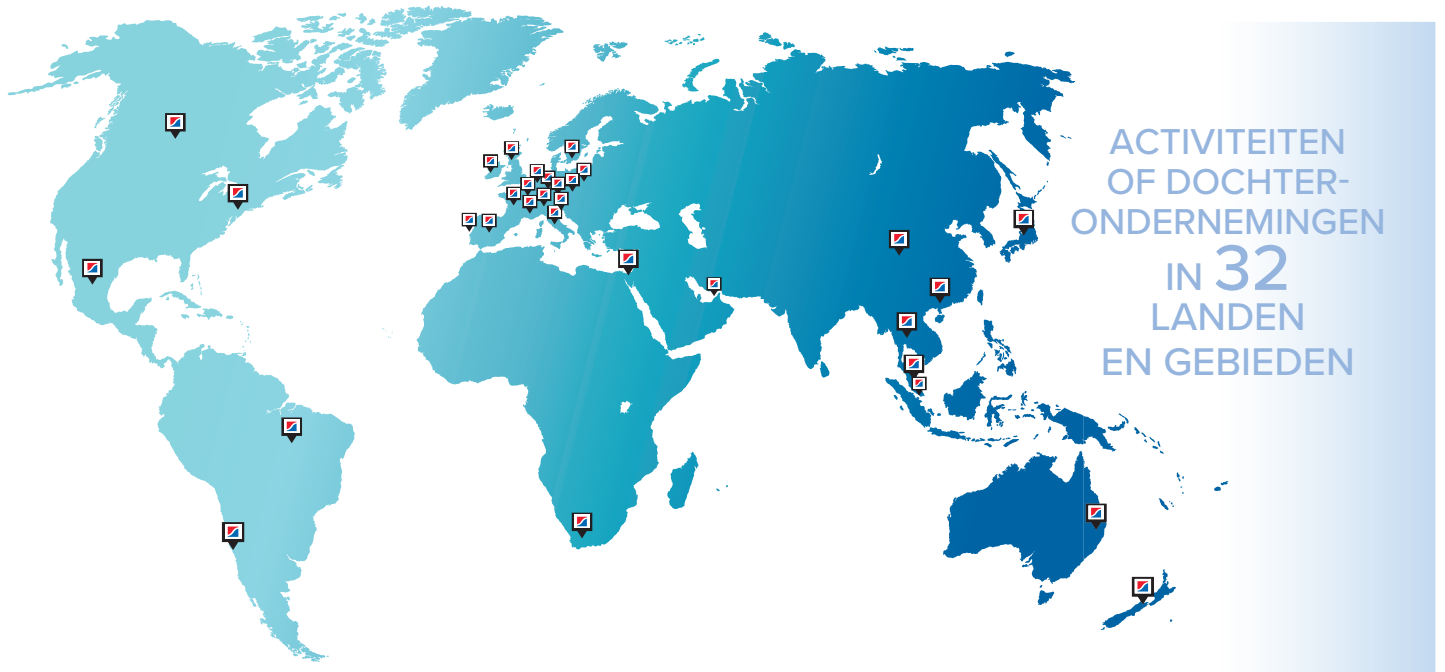 ACTIVITEITEN
OF DOCHTER-
ONDERNEMINGEN
IN 32
LANDEN
EN GEBIEDEN